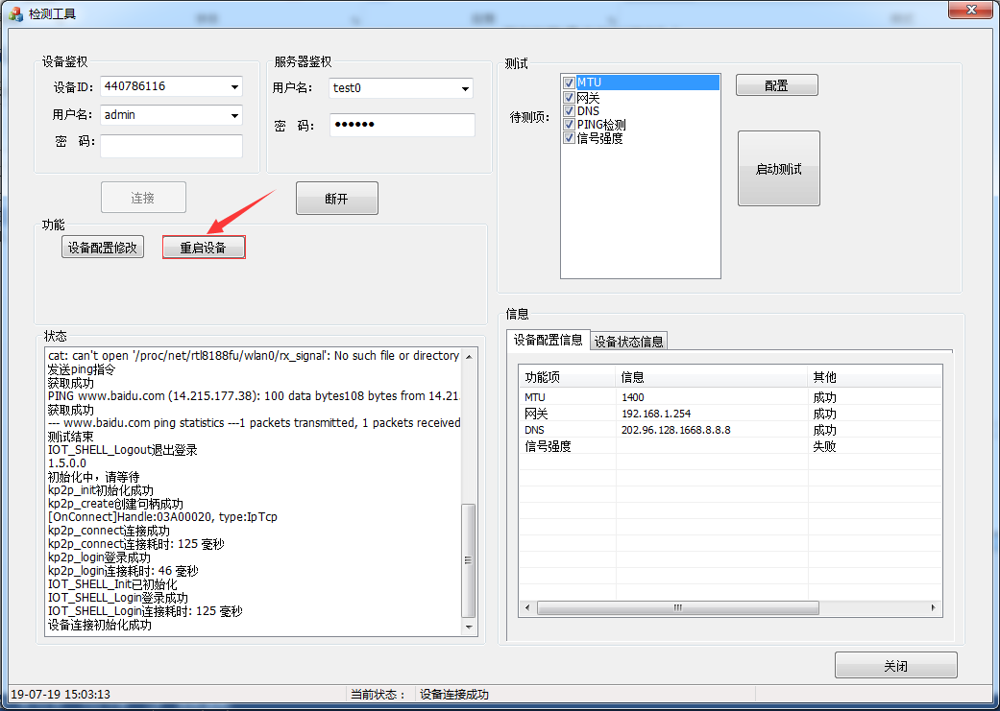 检测工具
设备鉴权
设备ID: 440786116
用户名: admin
密 码:
服务器鉴权
用户名: test0
密 码: ••••••
连接
断开
功能
设备配置修改
重启设备
测试
待测项:
MTU
网关
DNS
PING检测
信号强度
配置
启动测试
状态
cat: can't open '/proc/net/rtl8188fu/wlan0/rx_signal': No such file or directory
发送ping指令
获取成功
PING www.baidu.com (14.215.177.38): 100 data bytes108 bytes from 14.21
获取成功
--- www.baidu.com ping statistics ---1 packets transmitted, 1 packets received
测试结束
IOT_SHELL_Logout退出登录
1.5.0.0
初始化中，请等待
kp2p_init初始化成功
kp2p_create创建句柄成功
[OnConnect]Handle:03A00020, type:IpTcp
kp2p_connect连接成功
kp2p_connect连接耗时: 125 毫秒
kp2p_login登录成功
kp2p_login连接耗时: 46 毫秒
IOT_SHELL_Init已初始化
IOT_SHELL_Login登录成功
IOT_SHELL_Login连接耗时: 125 毫秒
设备连接初始化成功
信息
设备配置信息 设备状态信息
功能项 信息 其他
MTU 1400 成功
网关 192.168.1.254 成功
DNS 202.96.128.1668.8.8.8 成功
信号强度 失败
关闭
19-07-19 15:03:13 当前状态： 设备连接成功